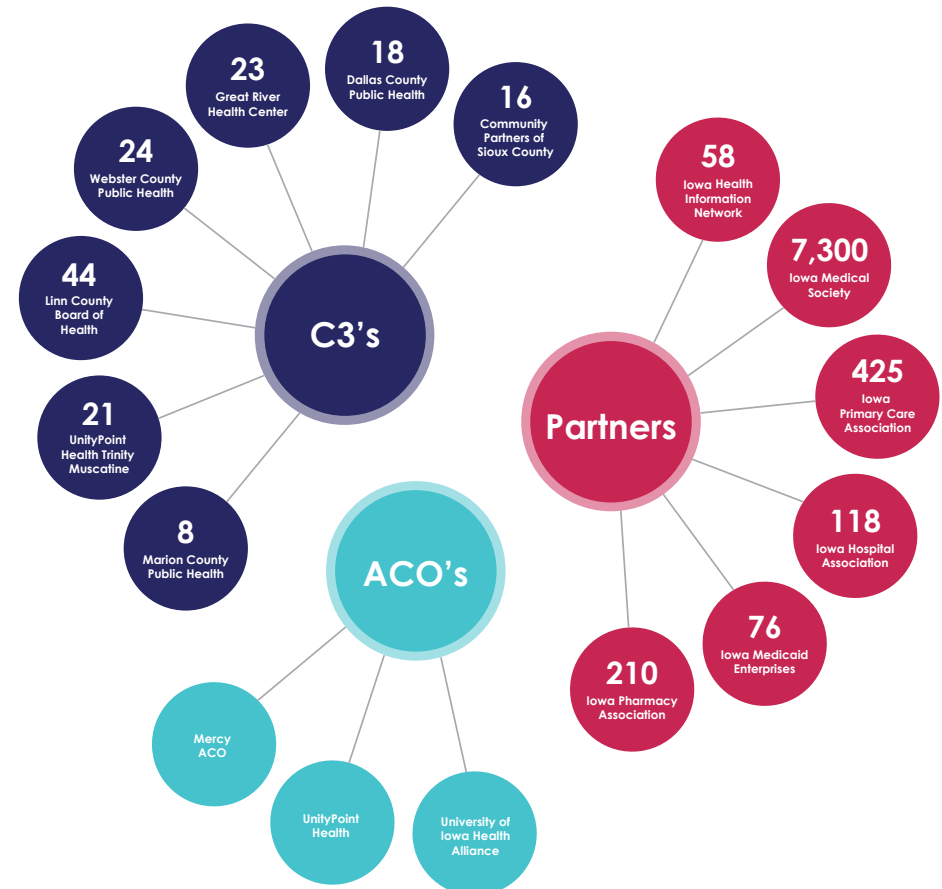 18
Dallas County
Public Health
23
Great River
Health Center
16
Community
Partners of
Sioux County
24
Webster County
Public Health
44
Linn County
Board of
Health
21
UnityPoint
Health Trinity
Muscatine
8
Marion County
Public Health
C3's
58
Iowa Health
Information
Network
7,300
Iowa Medical
Society
425
Iowa
Primary Care
Association
118
Iowa Hospital
Association
76
Iowa Medicaid
Enterprises
210
Iowa Pharmacy
Association
Partners
ACO's
Mercy
ACO
UnityPoint
Health
University of
Iowa Health
Alliance